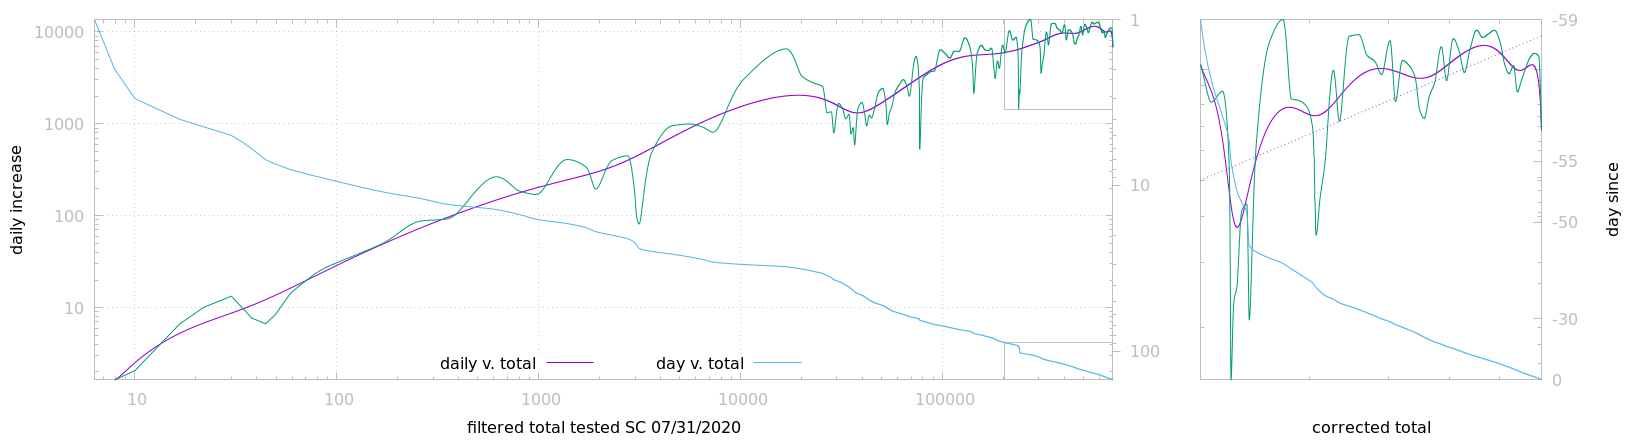 daily increase
10000
1000
100
10
daily v. total
day v. total
10
100
1000
10000
100000
filtered total tested SC 07/31/2020
1
10
100
-59
-55
-50
-30
0
day since
corrected total